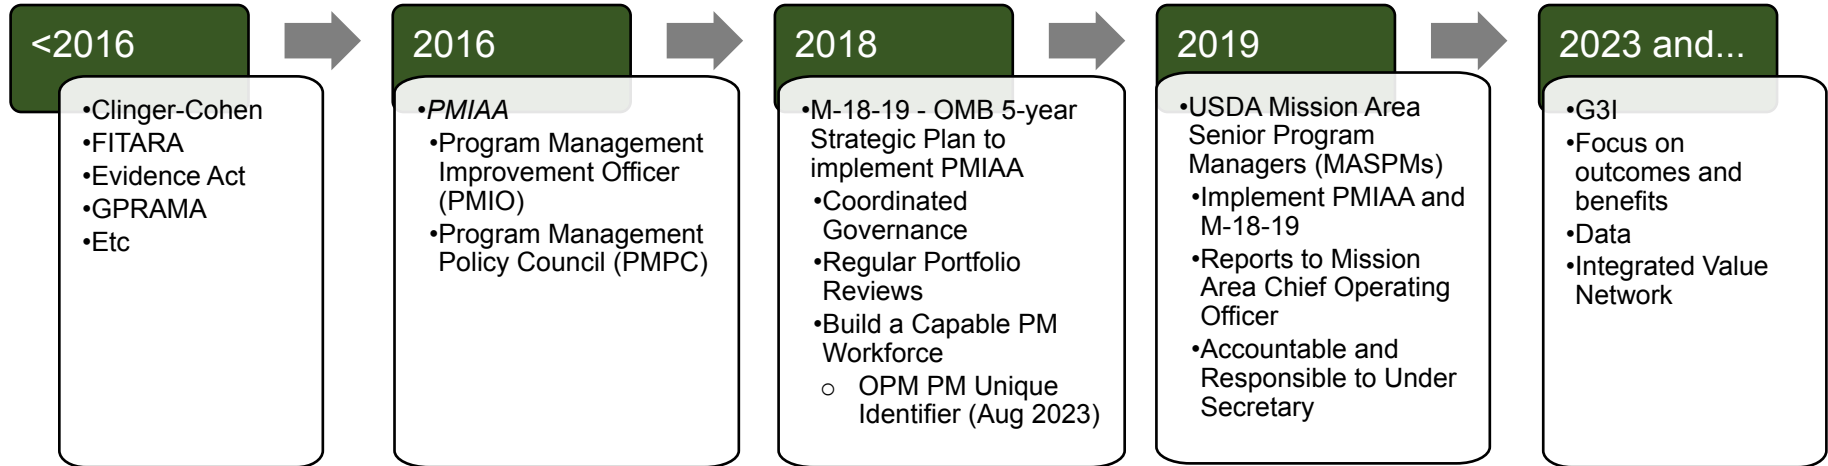 <2016
•Clinger-Cohen
•FITARA
•Evidence Act
•GPRAMA
•Etc
2016
•PMIAA
•Program Management
Improvement Officer
(PMIO)
•Program Management
Policy Council (PMPC)
2018
•M-18-19 - OMB 5-year
Strategic Plan to
implement PMIAA
•Coordinated
Governance
•Regular Portfolio
Reviews
•Build a Capable PM
Workforce
o OPM PM Unique
Identifier (Aug 2023)
2019
•USDA Mission Area
Senior Program
Managers (MASPMs)
•Implement PMIAA and
M-18-19
•Reports to Mission
Area Chief Operating
Officer
•Accountable and
Responsible to Under
Secretary
2023 and...
•G3I
•Focus on
outcomes and
benefits
•Data
•Integrated Value
Network